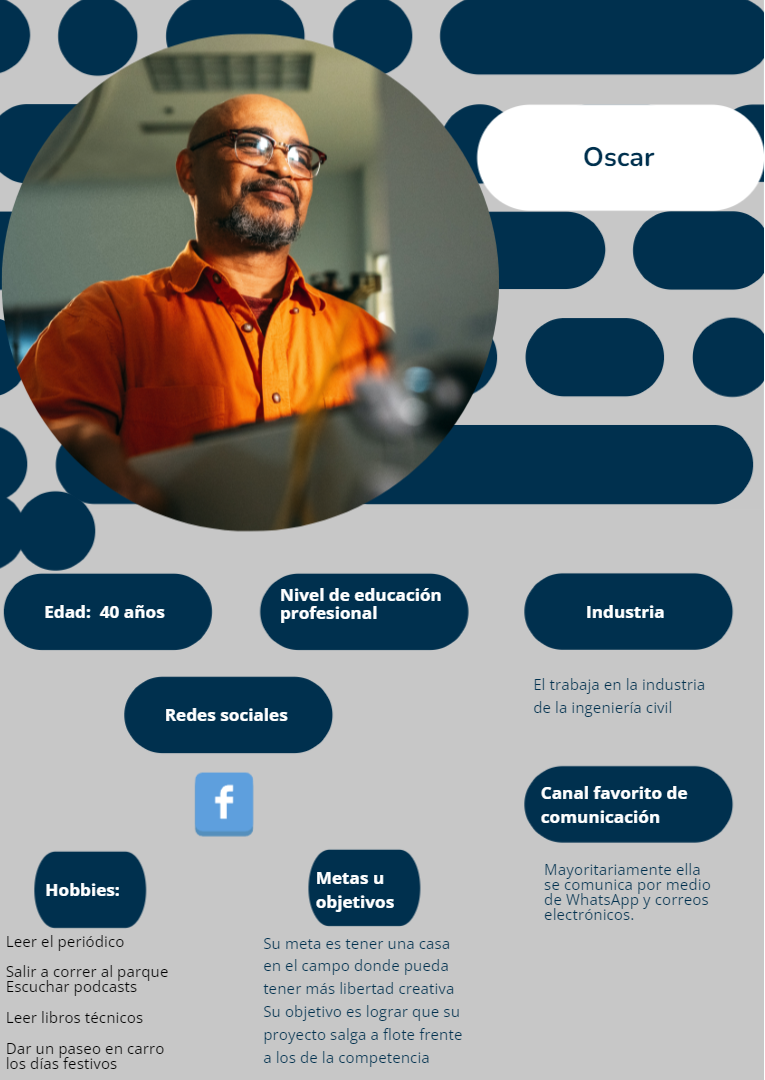 Oscar
Edad:  40 años
Nivel de educación
profesional
Industria
El trabaja en la industria
de la ingeniería civil
Redes sociales
f
Canal favorito de
comunicación
Mayoritariamente ella
se comunica por medio
de WhatsApp y correos
electrónicos.
Hobbies:
Leer el periódico
Salir a correr al parque
Escuchar podcasts
Leer libros técnicos
Dar un paseo en carro
los días festivos
Metas u
objetivos
Su meta es tener una casa
en el campo donde pueda
tener más libertad creativa
Su objetivo es lograr que su
proyecto salga a flote frente
a los de la competencia